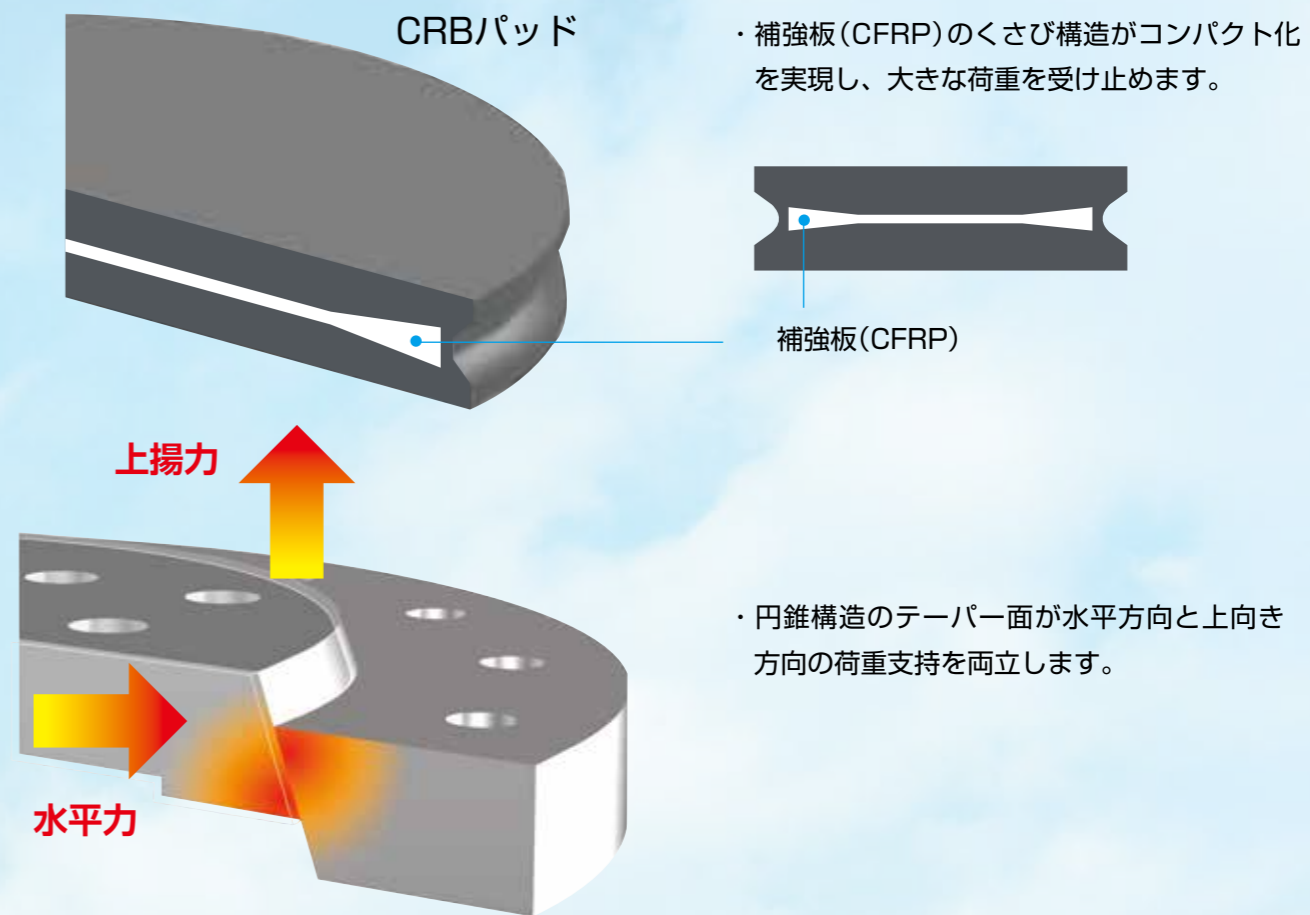 CRBパッド
・補強板(CFRP)のくさび構造がコンパクト化
を実現し、大きな荷重を受け止めます。
補強板(CFRP)
上揚力
・円錐構造のテーパー面が水平方向と上向き
方向の荷重支持を両立します。
水平力